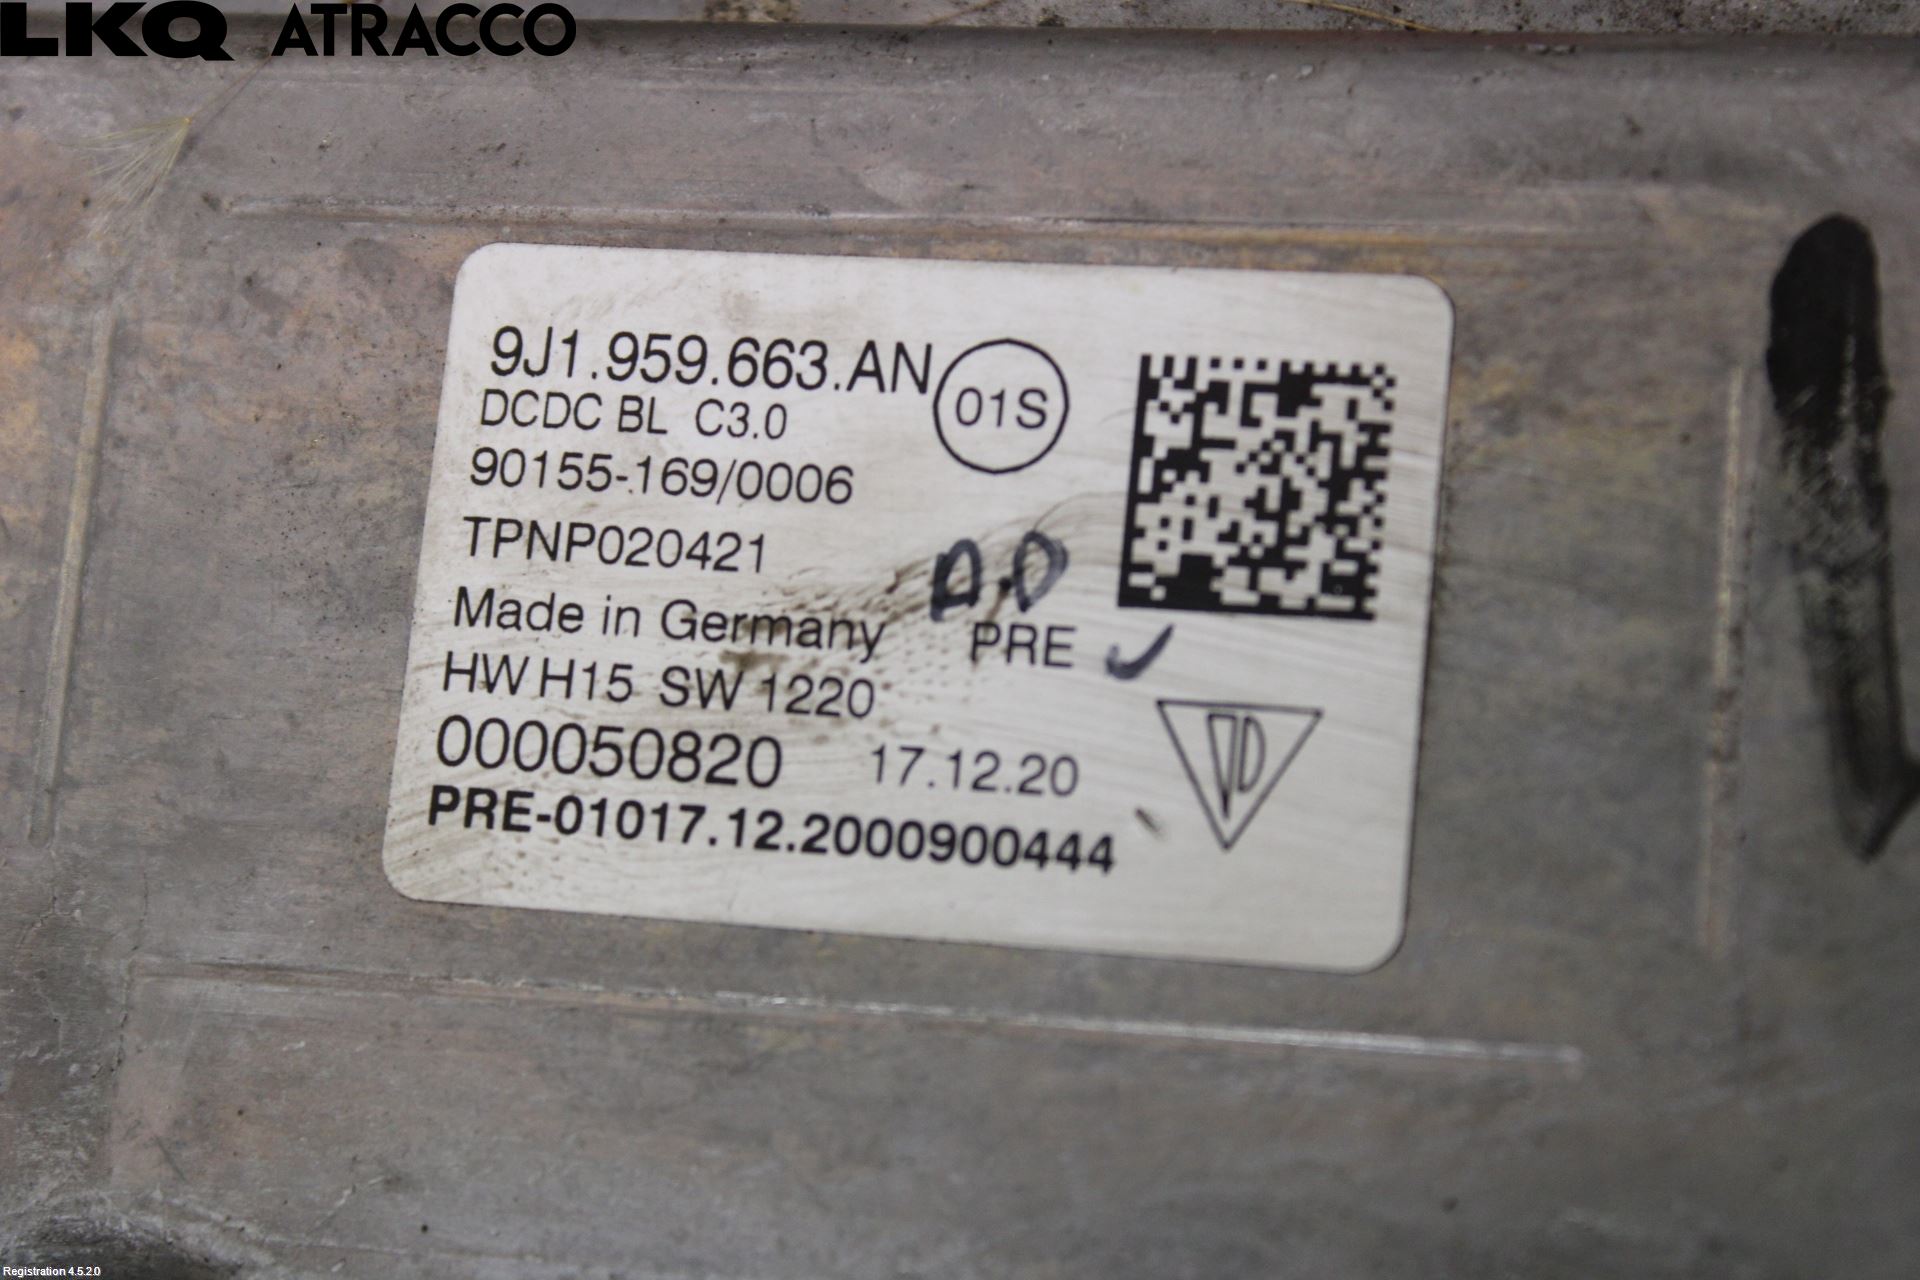 LKQ ATRACCO
9J1.959.663.AN
01S
DCDC BL C3.0
90155-169/0006
TPNP020421
Made in Germany
PRE
HW H15 SW 1220
000050820 17.12.20
PRE-01017.12.2000900444
Registration 4.5.2.0